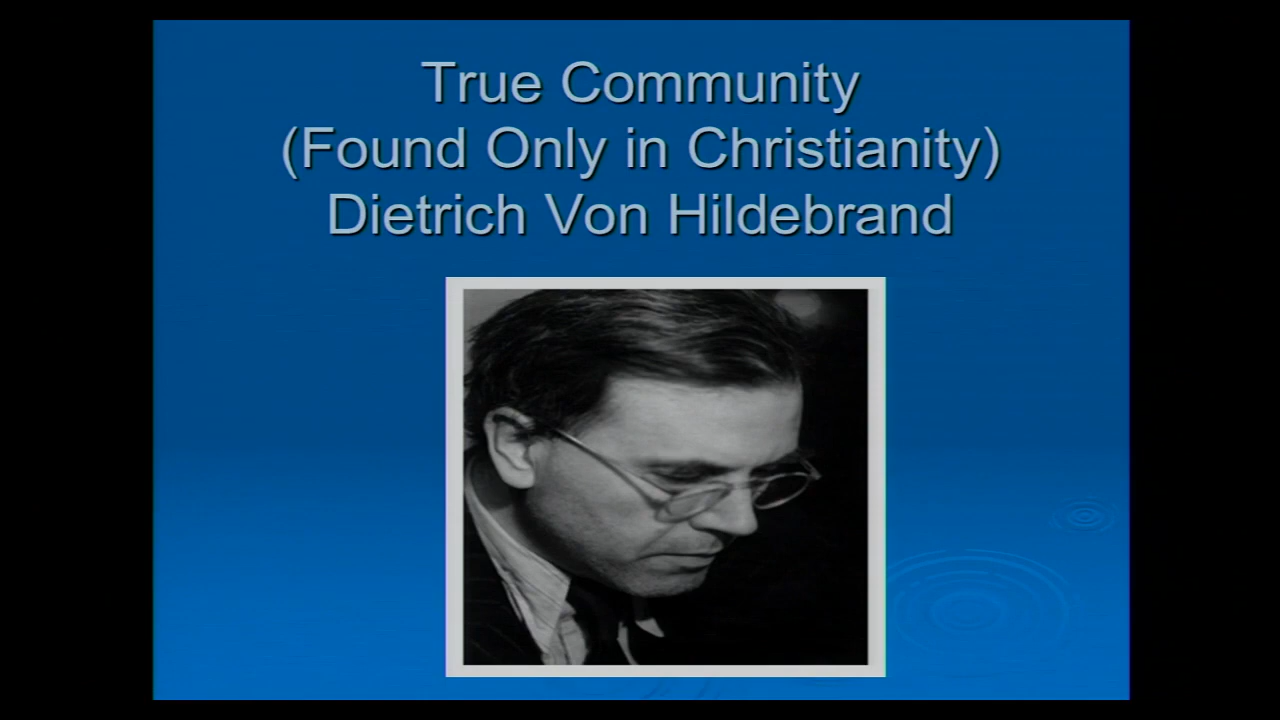 True Community
(Found Only in Christianity)
Dietrich Von Hildebrand